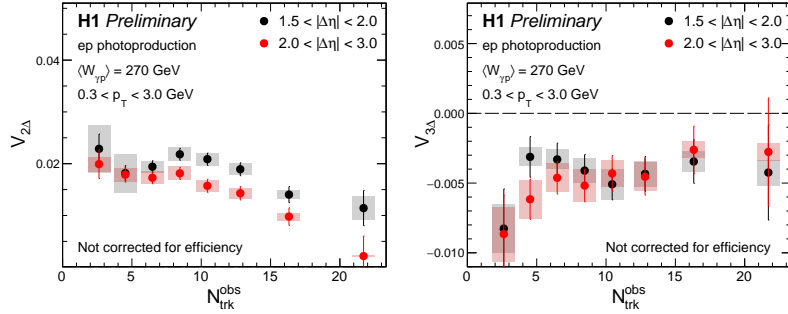 H1 Preliminary
ep photoproduction
⟨W_γp⟩ = 270 GeV
0.3 < p_T < 3.0 GeV
1.5 < |Δη| < 2.0
2.0 < |Δη| < 3.0
V_2Δ
0.04
0.02
Not corrected for efficiency
0 5 10 15 20
N_trk^obs
H1 Preliminary
ep photoproduction
⟨W_γp⟩ = 270 GeV
0.3 < p_T < 3.0 GeV
1.5 < |Δη| < 2.0
2.0 < |Δη| < 3.0
V_3Δ
0.005
0.000
−0.005
−0.010
Not corrected for efficiency
0 5 10 15 20
N_trk^obs